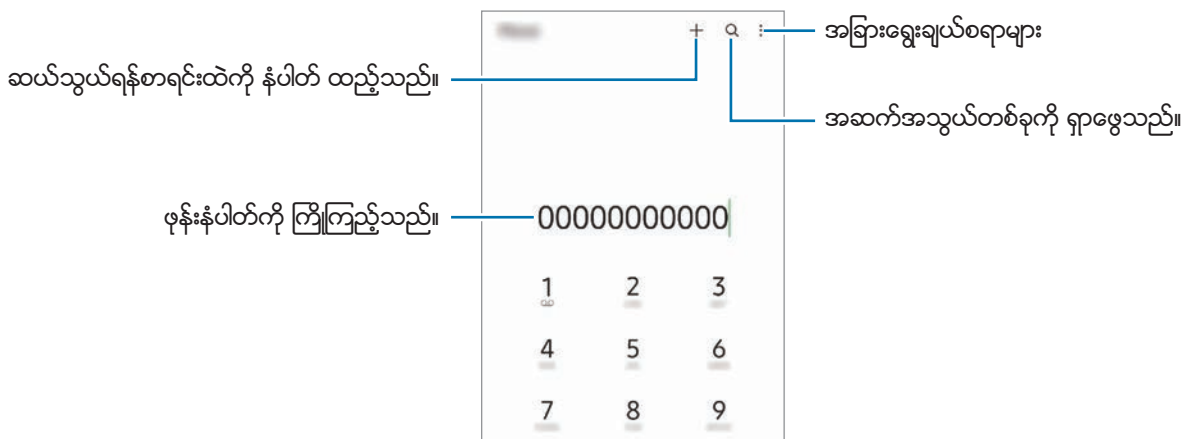 အခြားရွေးချယ်စရာများ
ဆယ်သွယ်ရန်စာရင်းထဲကို နံပါတ် ထည့်သည်။
အဆက်အသွယ်တစ်ခုကို ရှာဖွေသည်။
ဖုန်းနံပါတ်ကို ကြိုကြည့်သည်။
00000000000
1 2 3
4 5 6
7 8 9